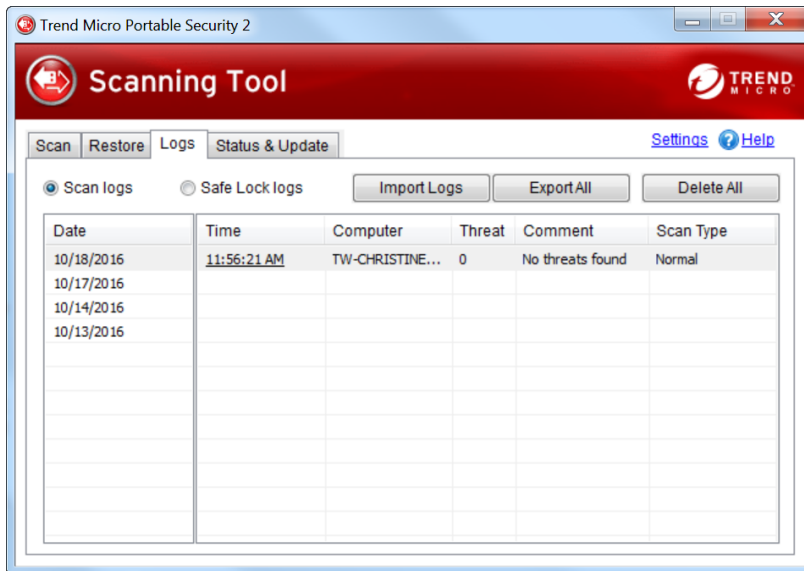 Trend Micro Portable Security 2
Scanning Tool
TREND
MICRO
Scan Restore Logs Status & Update Settings Help
Scan logs Safe Lock logs Import Logs Export All Delete All
Date Time Computer Threat Comment Scan Type
10/18/2016 11:56:21 AM TW-CHRISTINE... 0 No threats found Normal
10/17/2016
10/14/2016
10/13/2016